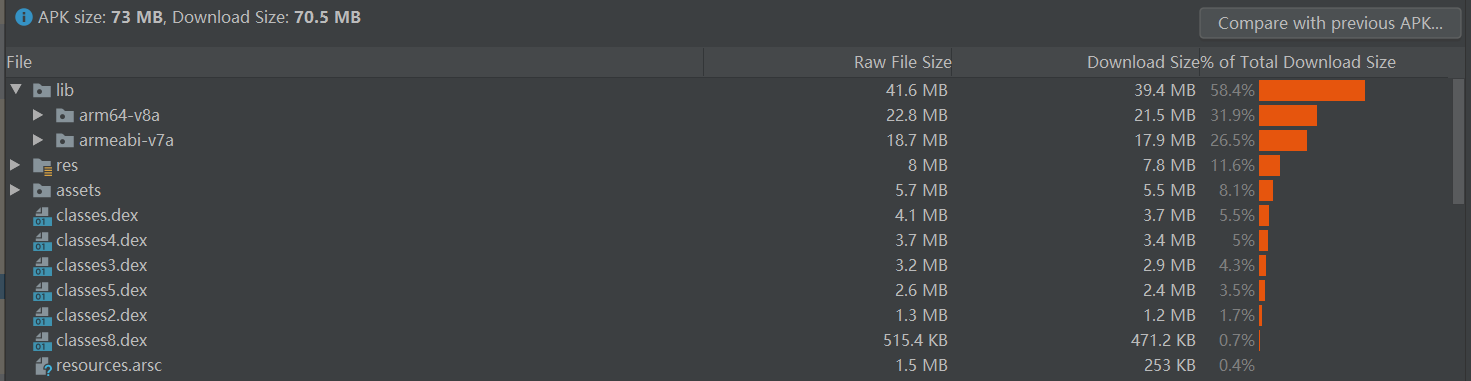 APK size: 73 MB, Download Size: 70.5 MB
Compare with previous APK...
File Raw File Size Download Size % of Total Download Size
lib 41.6 MB 39.4 MB 58.4%
arm64-v8a 22.8 MB 21.5 MB 31.9%
armeabi-v7a 18.7 MB 17.9 MB 26.5%
res 8 MB 7.8 MB 11.6%
assets 5.7 MB 5.5 MB 8.1%
classes.dex 4.1 MB 3.7 MB 5.5%
classes4.dex 3.7 MB 3.4 MB 5%
classes3.dex 3.2 MB 2.9 MB 4.3%
classes5.dex 2.6 MB 2.4 MB 3.5%
classes2.dex 1.3 MB 1.2 MB 1.7%
classes8.dex 515.4 KB 471.2 KB 0.7%
resources.arsc 1.5 MB 253 KB 0.4%